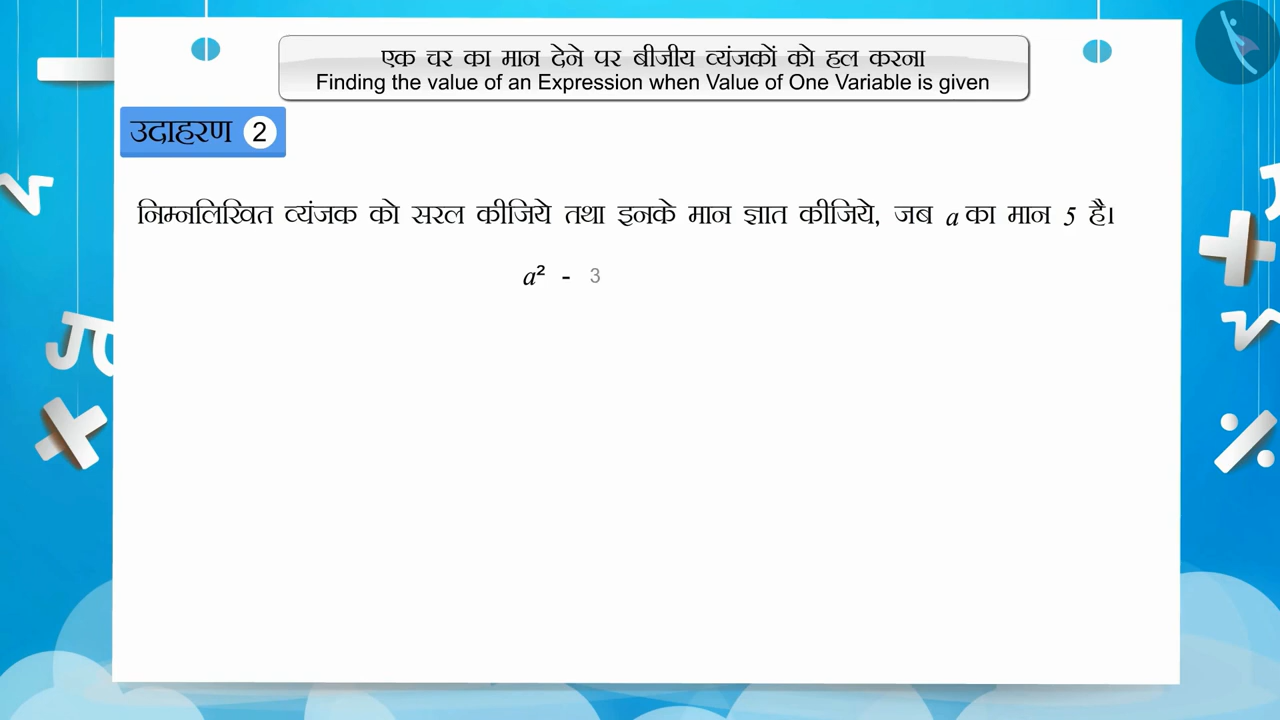 एक चर का मान देने पर बीजीय व्यंजकों को हल करना
Finding the value of an Expression when Value of One Variable is given
उदाहरण 2
निम्नलिखित व्यंजक को सरल कीजिये तथा इनके मान ज्ञात कीजिये, जब a का मान 5 है।
a² - 3